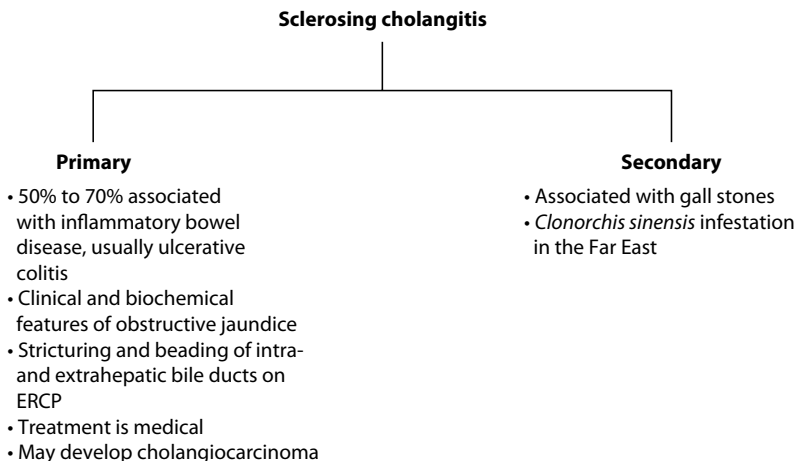 Sclerosing cholangitis
Primary
• 50% to 70% associated
with inflammatory bowel
disease, usually ulcerative
colitis
• Clinical and biochemical
features of obstructive jaundice
• Stricturing and beading of intra-
and extrahepatic bile ducts on
ERCP
• Treatment is medical
• May develop cholangiocarcinoma
Secondary
• Associated with gall stones
• Clonorchis sinensis infestation
in the Far East